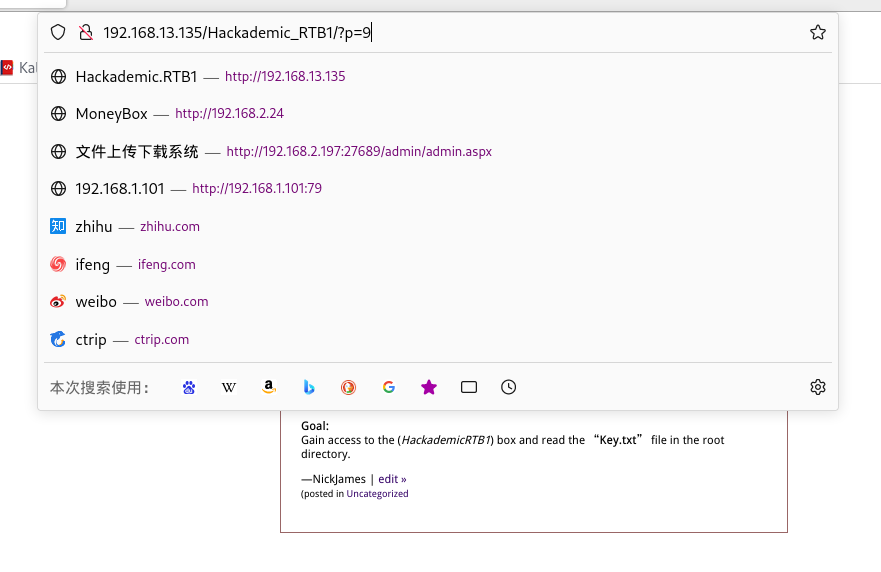 192.168.13.135/Hackademic_RTB1/?p=9
Kal
Hackademic.RTB1 — http://192.168.13.135
MoneyBox — http://192.168.2.24
文件上传下载系统 — http://192.168.2.197:27689/admin/admin.aspx
192.168.1.101 — http://192.168.1.101:79
知 zhihu — zhihu.com
ifeng — ifeng.com
weibo — weibo.com
ctrip — ctrip.com
本次搜索使用： W a G
Goal:
Gain access to the (HackademicRTB1) box and read the “Key.txt” file in the root
directory.
—NickJames | edit »
(posted in Uncategorized